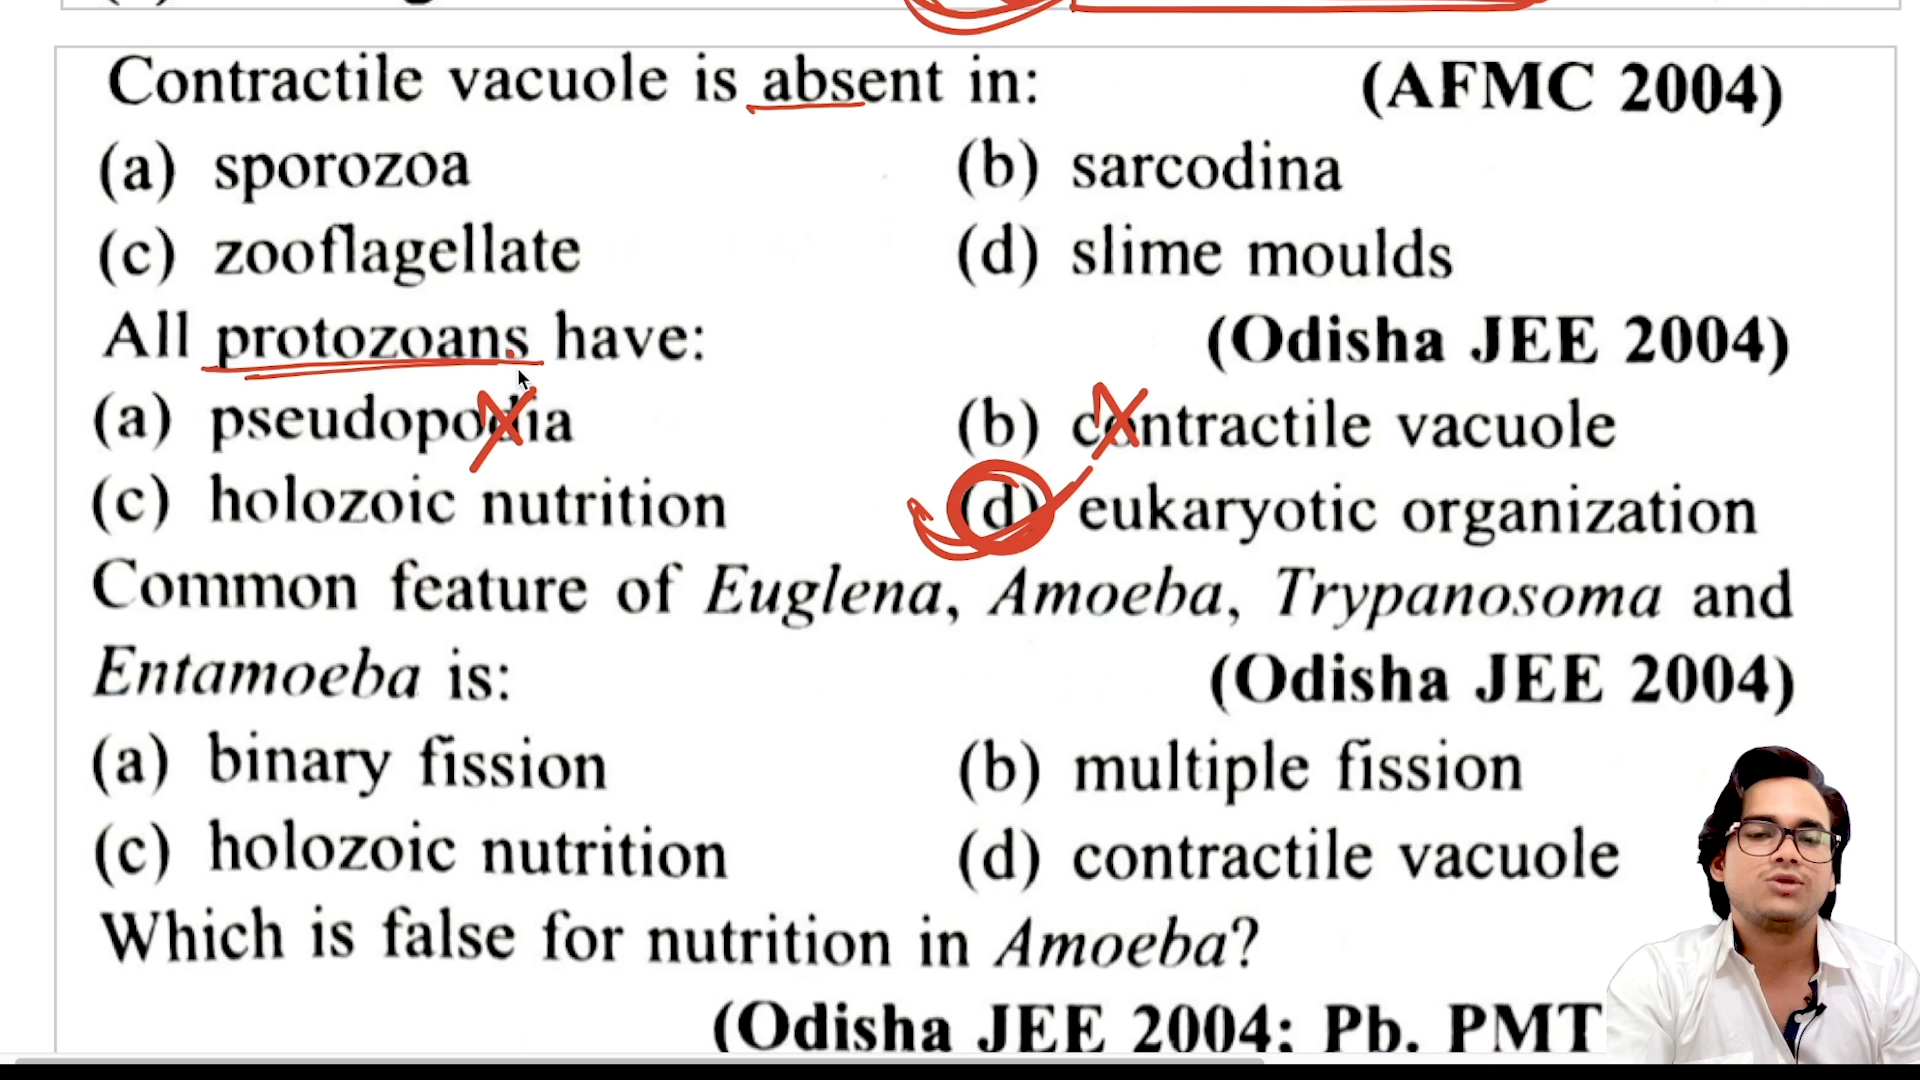 Contractile vacuole is absent in: (AFMC 2004)
(a) sporozoa (b) sarcodina
(c) zooflagellate (d) slime moulds
All protozoans have: (Odisha JEE 2004)
(a) pseudopodia (b) contractile vacuole
(c) holozoic nutrition (d) eukaryotic organization
Common feature of Euglena, Amoeba, Trypanosoma and
Entamoeba is: (Odisha JEE 2004)
(a) binary fission (b) multiple fission
(c) holozoic nutrition (d) contractile vacuole
Which is false for nutrition in Amoeba?
(Odisha JEE 2004; Pb. PMT